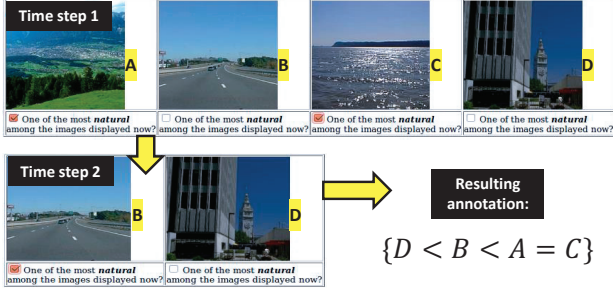 Time step 1
A
B
C
D
One of the most natural
among the images displayed now?
One of the most natural
among the images displayed now?
One of the most natural
among the images displayed now?
One of the most natural
among the images displayed now?
Time step 2
B
D
One of the most natural
among the images displayed now?
One of the most natural
among the images displayed now?
Resulting
annotation:
{D < B < A = C}